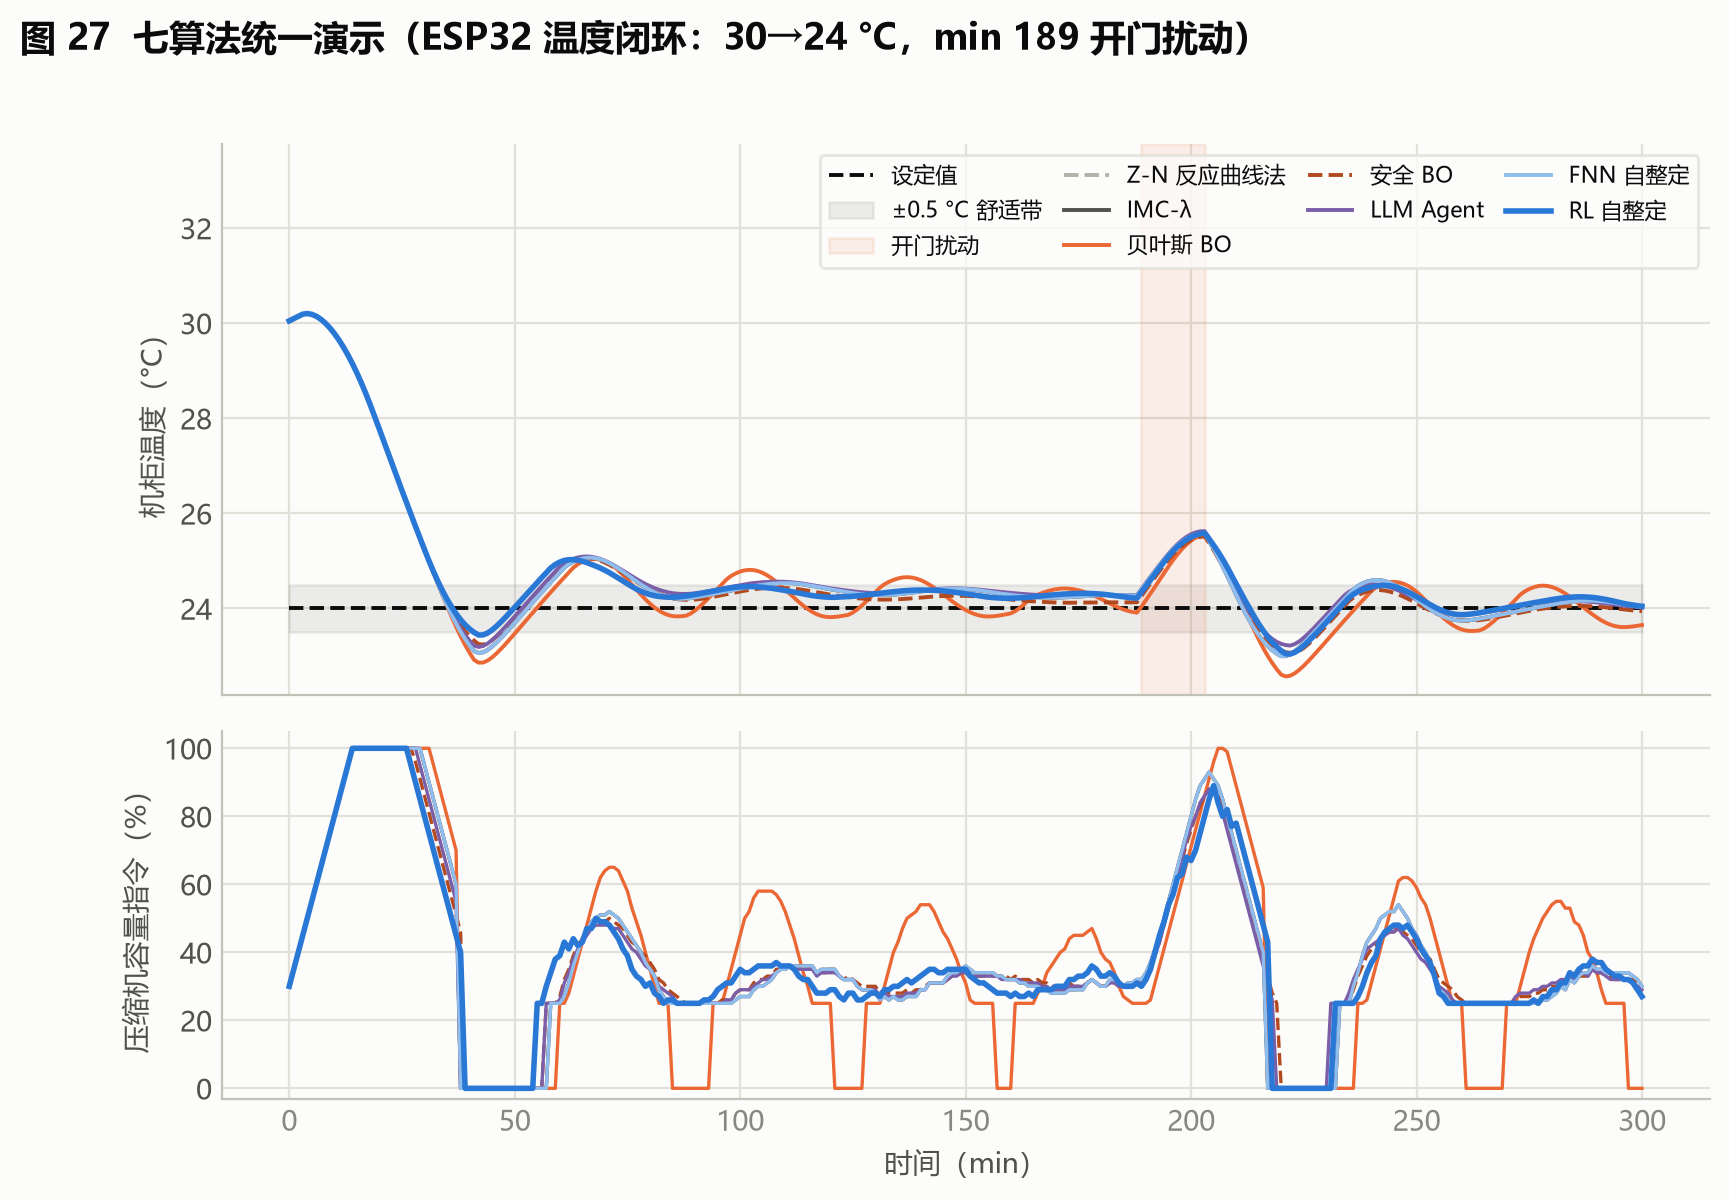 图 27 七算法统一演示（ESP32 温度闭环：30→24 °C，min 189 开门扰动）
设定值
±0.5 °C 舒适带
开门扰动
Z-N 反应曲线法
IMC-λ
贝叶斯 BO
安全 BO
LLM Agent
FNN 自整定
RL 自整定
机柜温度（°C）
32
30
28
26
24
压缩机容量指令（%）
100
80
60
40
20
0
0 50 100 150 200 250 300
时间（min）